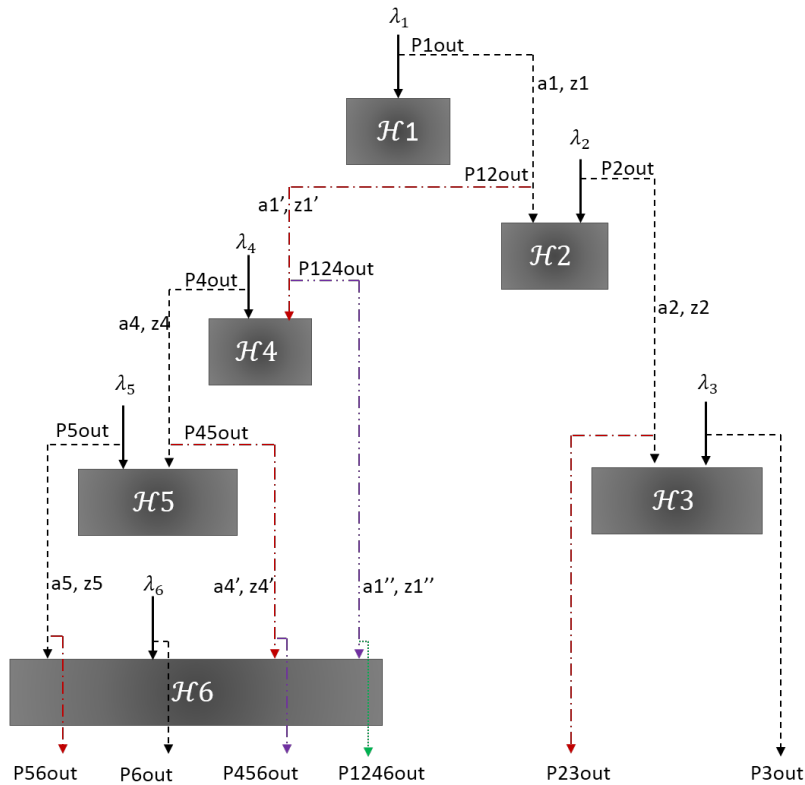 λ₁
P1out
a1, z1
ℋ1
λ₂
P12out
P2out
a1’, z1’
λ₄
ℋ2
P4out
P124out
a2, z2
a4, z4
ℋ4
λ₅
λ₃
P5out
P45out
ℋ5
ℋ3
a5, z5
λ₆
a4’, z4’
a1’’, z1’’
ℋ6
P56out
P6out
P456out
P1246out
P23out
P3out